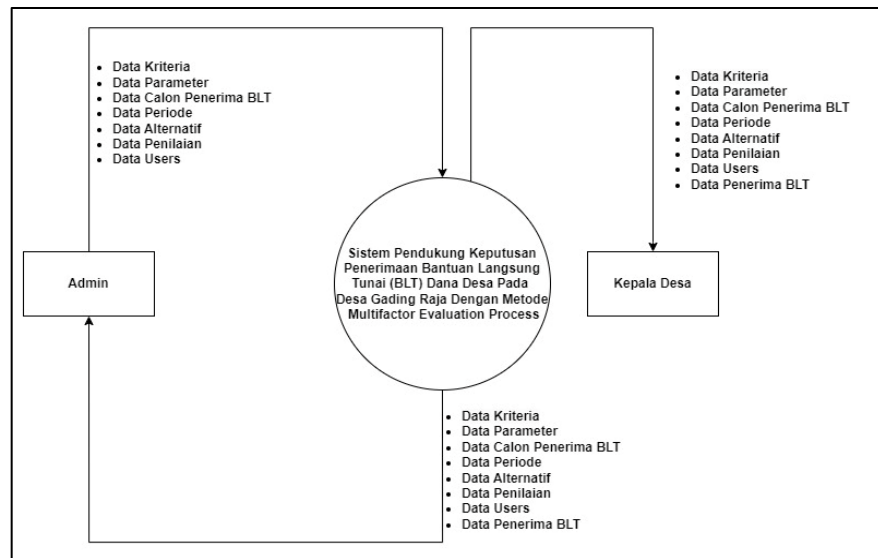 • Data Kriteria
• Data Parameter
• Data Calon Penerima BLT
• Data Periode
• Data Alternatif
• Data Penilaian
• Data Users
• Data Kriteria
• Data Parameter
• Data Calon Penerima BLT
• Data Periode
• Data Alternatif
• Data Penilaian
• Data Users
• Data Penerima BLT
Admin
Sistem Pendukung Keputusan
Penerimaan Bantuan Langsung
Tunai (BLT) Dana Desa Pada
Desa Gading Raja Dengan Metode
Multifactor Evaluation Process
Kepala Desa
• Data Kriteria
• Data Parameter
• Data Calon Penerima BLT
• Data Periode
• Data Alternatif
• Data Penilaian
• Data Users
• Data Penerima BLT